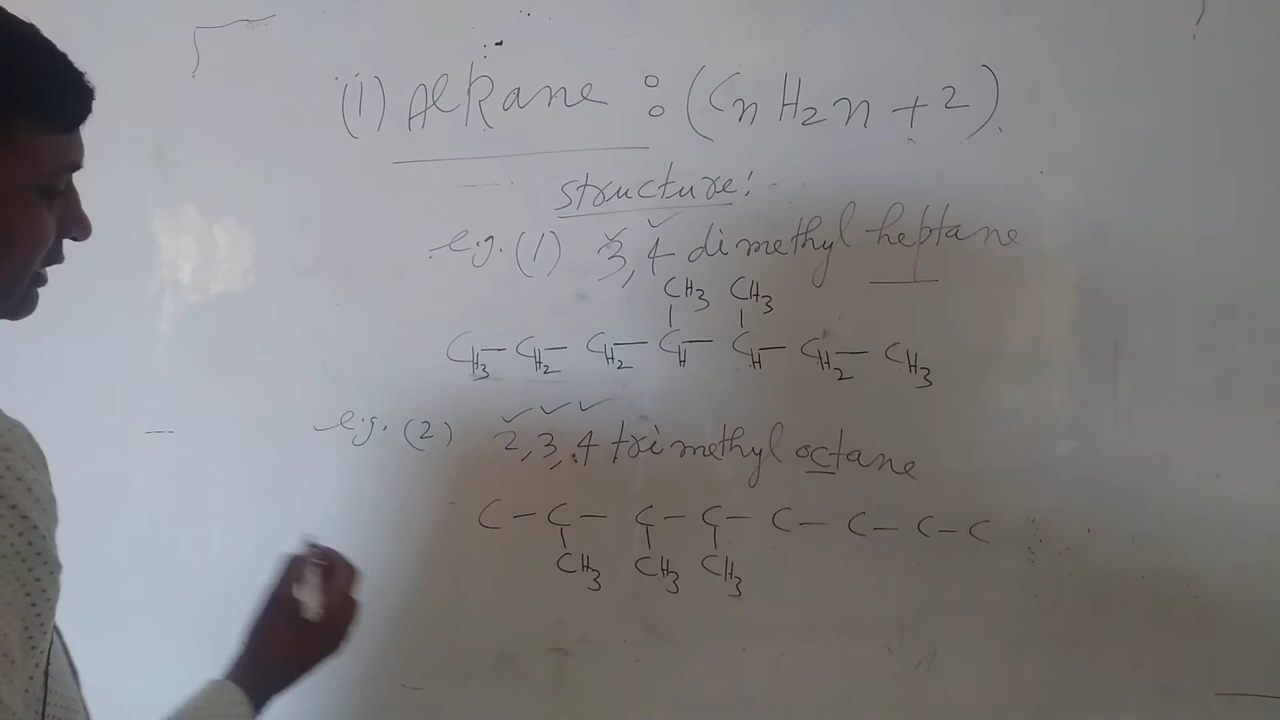 (1) Alkane : (CnH2n+2)
structure:
e.g. (1) 3,4 dimethyl heptane
CH3 CH3
CH3 - CH2 - CH2 - CH - CH - CH2 - CH3
e.g. (2) 2,3,4 trimethyl octane
C - C - C - C - C - C - C - C
CH3 CH3 CH3